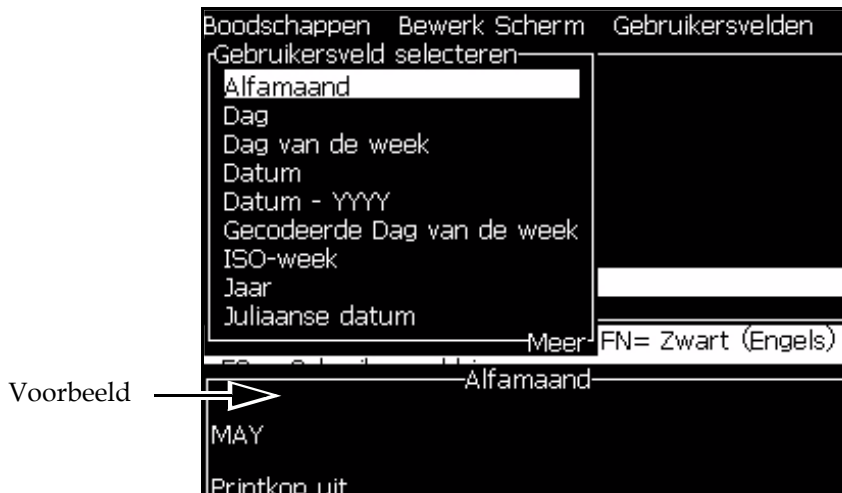 Boodschappen Bewerk Scherm Gebruikersvelden
Gebruikersveld selecteren
Alfamaand
Dag
Dag van de week
Datum
Datum - YYYY
Gecodeerde Dag van de week
ISO-week
Jaar
Juliaanse datum
Meer
FN= Zwart (Engels)
Alfamaand
Voorbeeld
MAY
Printkop uit